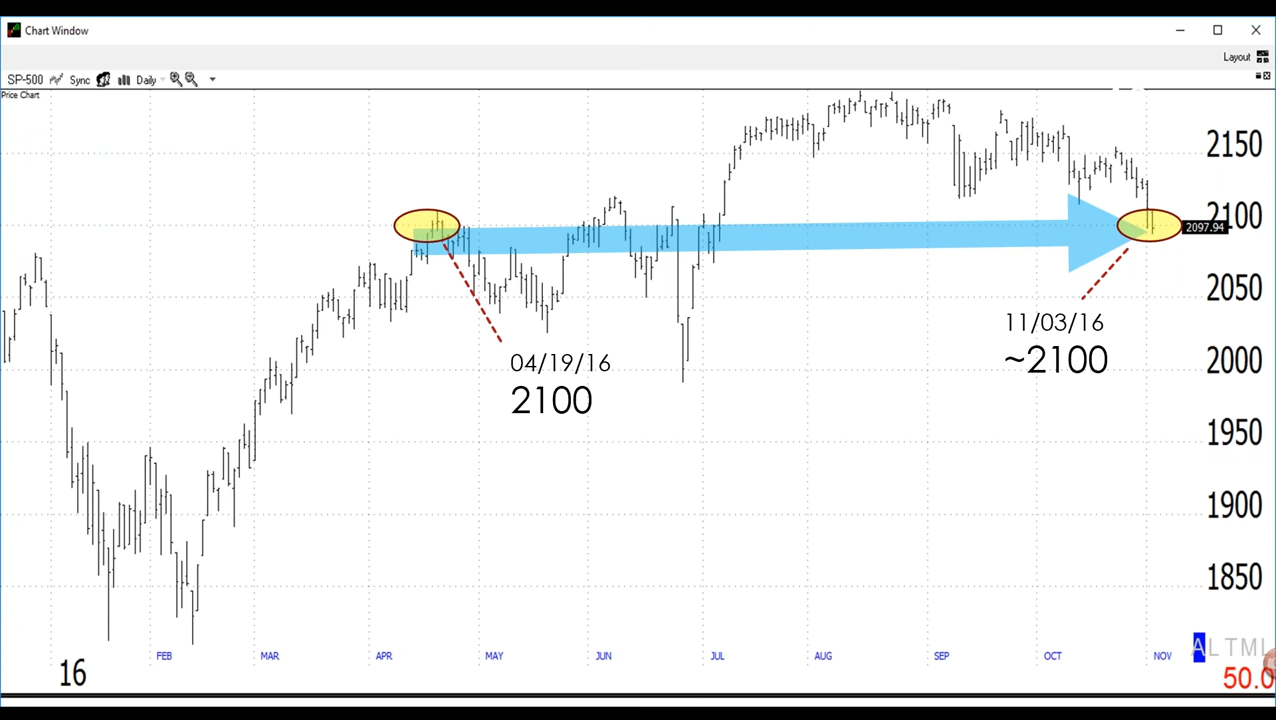 Chart Window
Layout
SP-500 Sync Daily
Price Chart
2150
2100
2097.94
2050
11/03/16
~2100
04/19/16
2100
2000
1950
1900
1850
FEB MAR APR MAY JUN JUL AUG SEP OCT NOV
16
A L T M L
50.0